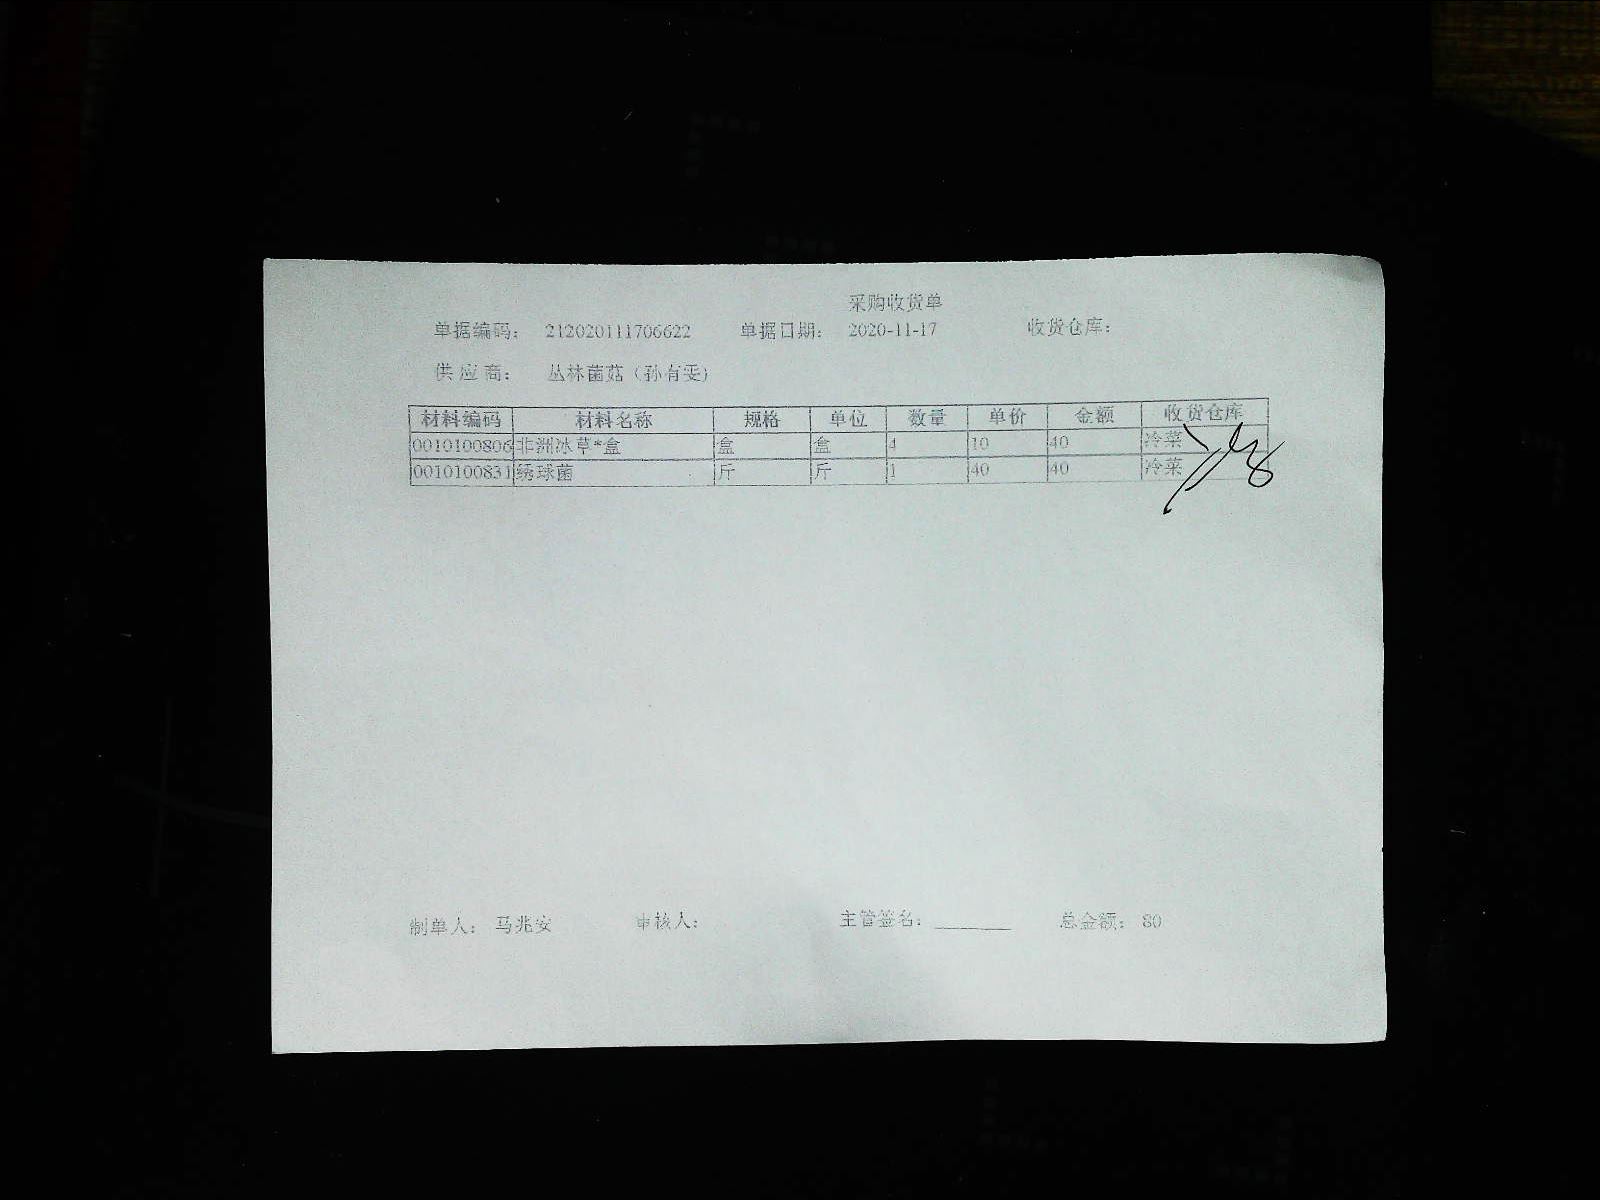 采购收货单
单据编码: 212020111706622 单据日期: 2020-11-17 收货仓库:
供应商: 丛林菌菇(孙有雯)
材料编码 材料名称 规格 单位 数量 单价 金额 收货仓库
0010100806 非洲冰草*盒 盒 盒 4 10 40 冷菜
0010100831 绣球菌 斤 斤 1 40 40 冷菜
制单人: 马兆安 审核人: 主管签名: ________ 总金额: 80